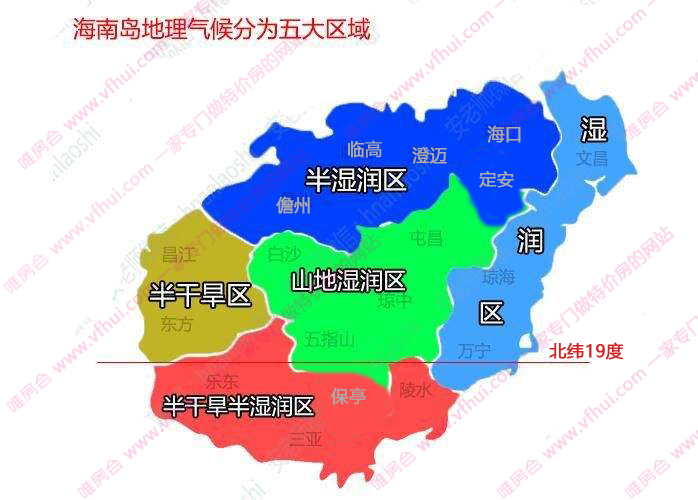 海南岛地理气候分为五大区域
海口
湿
临高
澄迈
文昌
半湿润区
定安
儋州
屯昌
润
昌江
白沙
山地湿润区
琼海
半干旱区
琼中
区
东方
五指山
万宁
北纬19度
乐东
保亭
陵水
半干旱半湿润区
三亚
唯房台 www.vfhui.com 一家专门做特价房的网站